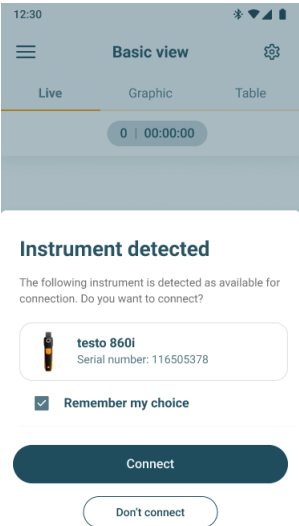 12:30
Basic view
Live Graphic Table
0 | 00:00:00
Instrument detected
The following instrument is detected as available for
connection. Do you want to connect?
testo 860i
Serial number: 116505378
Remember my choice
Connect
Don't connect